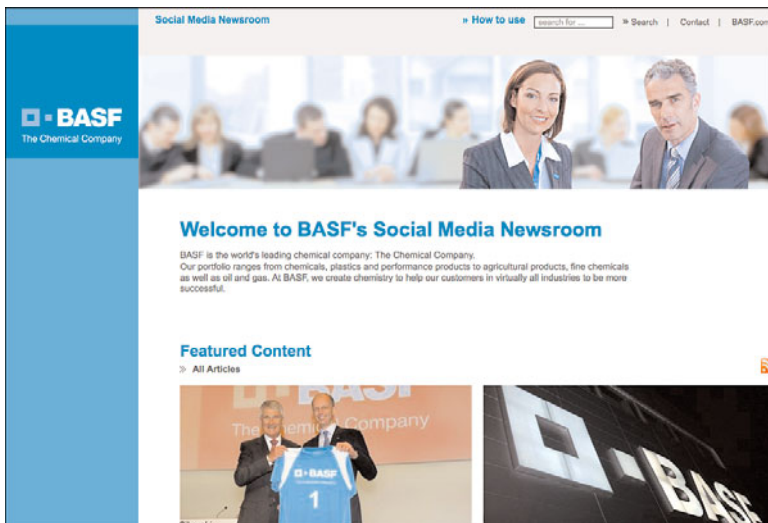 Social Media Newsroom
» How to use
search for ...
» Search | Contact | BASF.com
BASF
The Chemical Company
Welcome to BASF's Social Media Newsroom
BASF is the world's leading chemical company: The Chemical Company.
Our portfolio ranges from chemicals, plastics and performance products to agricultural products, fine chemicals
as well as oil and gas. At BASF, we create chemistry to help our customers in virtually all industries to be more
successful.
Featured Content
» All Articles
BASF
The Chemical Company
BASF
1
BASF